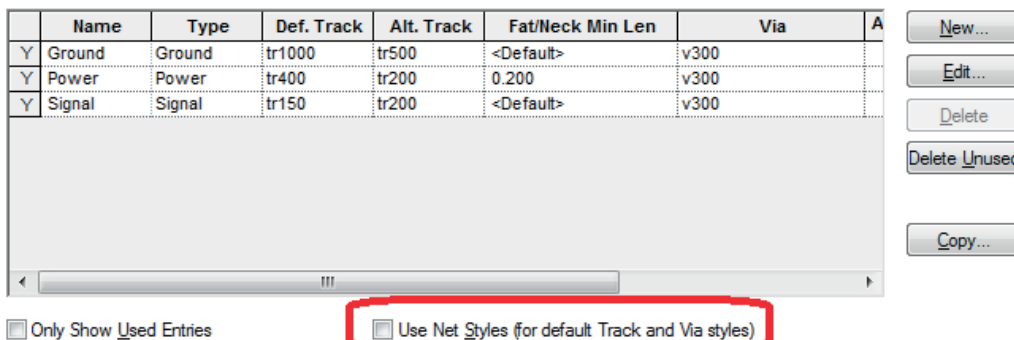 Name Type Def. Track Alt. Track Fat/Neck Min Len Via A
Y Ground Ground tr1000 tr500 <Default> v300
Y Power Power tr400 tr200 0.200 v300
Y Signal Signal tr150 tr200 <Default> v300
New...
Edit...
Delete
Delete Unused
Copy...
Only Show Used Entries Use Net Styles (for default Track and Via styles)